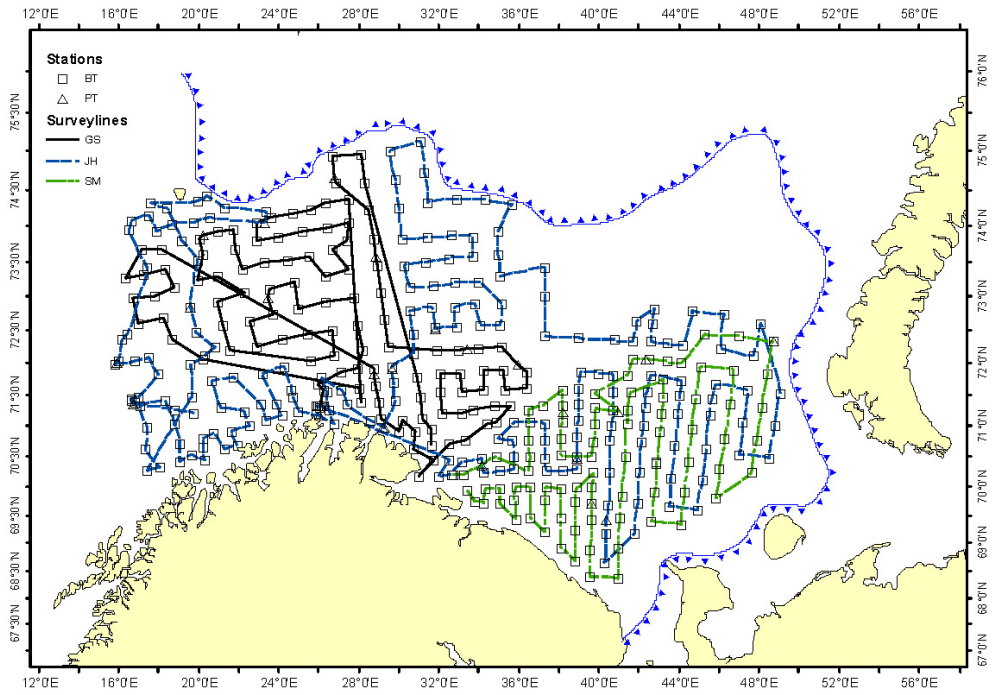 12°0'E 16°0'E 20°0'E 24°0'E 28°0'E 32°0'E 36°0'E 40°0'E 44°0'E 48°0'E 52°0'E 56°0'E
Stations
BT
PT
Surveylines
GS
JH
SM
75°30'N
74°30'N
73°30'N
72°30'N
71°30'N
70°30'N
69°30'N
68°30'N
67°30'N
76°0'N
75°0'N
74°0'N
73°0'N
72°0'N
71°0'N
70°0'N
69°0'N
68°0'N
67°0'N
12°0'E 16°0'E 20°0'E 24°0'E 28°0'E 32°0'E 36°0'E 40°0'E 44°0'E 48°0'E 52°0'E 56°0'E